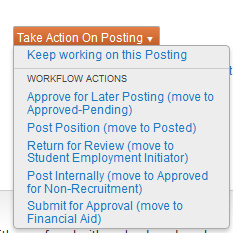 Take Action On Posting ▼
Keep working on this Posting
WORKFLOW ACTIONS
Approve for Later Posting (move to
Approved-Pending)
Post Position (move to Posted)
Return for Review (move to
Student Employment Initiator)
Post Internally (move to Approved
for Non-Recruitment)
Submit for Approval (move to
Financial Aid)